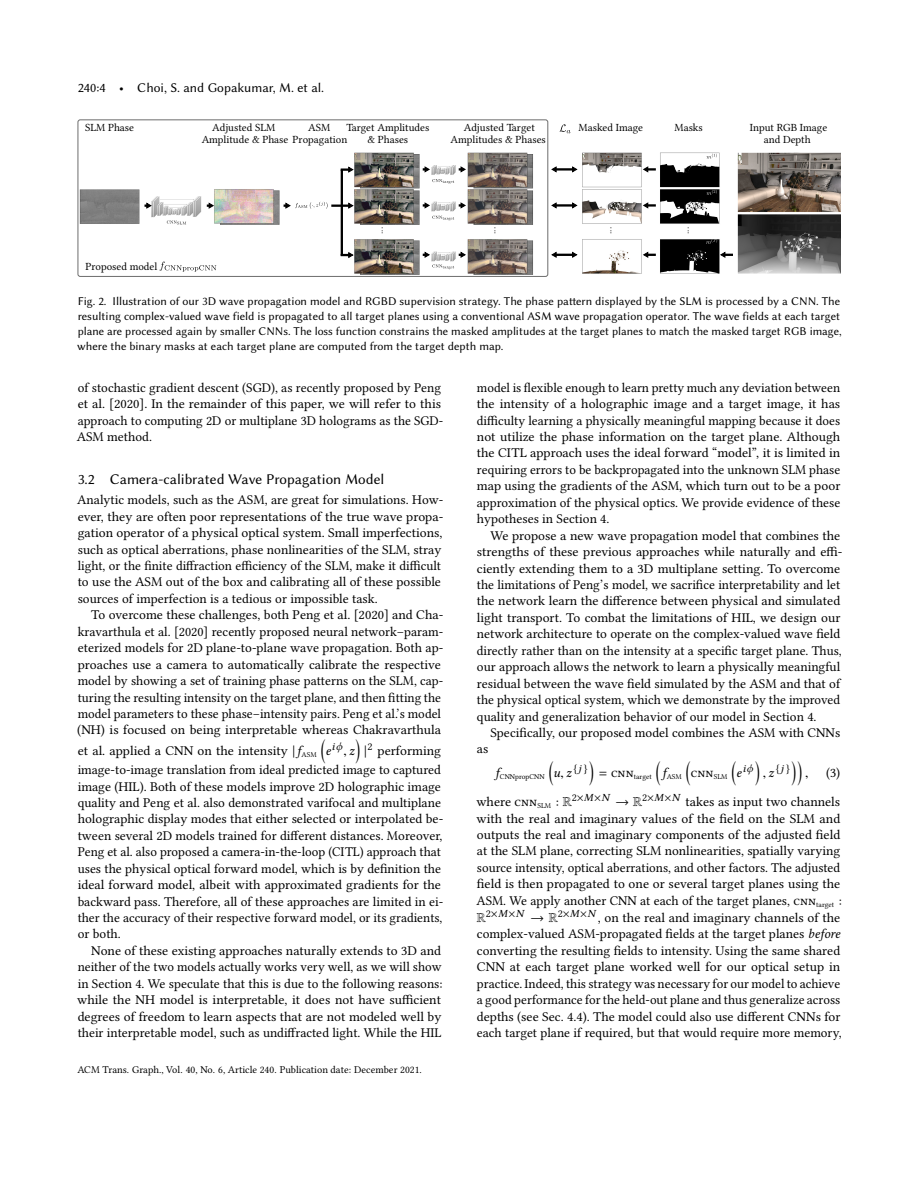 240:4 • Choi, S. and Gopakumar, M. et al.
SLM Phase
Adjusted SLM
Amplitude & Phase
ASM
Propagation
Target Amplitudes
& Phases
Adjusted Target
Amplitudes & Phases
ℒa
Masked Image
Masks
Input RGB Image
and Depth
CNN_SLM
f_ASM {·, z^{j}}
CNN_target
CNN_target
⋮
CNN_target
⋮
⋮
m^(1)
Proposed model f_CNNpropCNN
Fig. 2. Illustration of our 3D wave propagation model and RGBD supervision strategy. The phase pattern displayed by the SLM is processed by a CNN. The
resulting complex-valued wave field is propagated to all target planes using a conventional ASM wave propagation operator. The wave fields at each target
plane are processed again by smaller CNNs. The loss function constrains the masked amplitudes at the target planes to match the masked target RGB image,
where the binary masks at each target plane are computed from the target depth map.
of stochastic gradient descent (SGD), as recently proposed by Peng
et al. [2020]. In the remainder of this paper, we will refer to this
approach to computing 2D or multiplane 3D holograms as the SGD-
ASM method.
3.2 Camera-calibrated Wave Propagation Model
Analytic models, such as the ASM, are great for simulations. How-
ever, they are often poor representations of the true wave propa-
gation operator of a physical optical system. Small imperfections,
such as optical aberrations, phase nonlinearities of the SLM, stray
light, or the finite diffraction efficiency of the SLM, make it difficult
to use the ASM out of the box and calibrating all of these possible
sources of imperfection is a tedious or impossible task.
To overcome these challenges, both Peng et al. [2020] and Cha-
kravarthula et al. [2020] recently proposed neural network–param-
eterized models for 2D plane-to-plane wave propagation. Both ap-
proaches use a camera to automatically calibrate the respective
model by showing a set of training phase patterns on the SLM, cap-
turing the resulting intensity on the target plane, and then fitting the
model parameters to these phase–intensity pairs. Peng et al.'s model
(NH) is focused on being interpretable whereas Chakravarthula
et al. applied a CNN on the intensity |f_ASM (e^{iϕ}, z)|² performing
image-to-image translation from ideal predicted image to captured
image (HIL). Both of these models improve 2D holographic image
quality and Peng et al. also demonstrated varifocal and multiplane
holographic display modes that either selected or interpolated be-
tween several 2D models trained for different distances. Moreover,
Peng et al. also proposed a camera-in-the-loop (CITL) approach that
uses the physical optical forward model, which is by definition the
ideal forward model, albeit with approximated gradients for the
backward pass. Therefore, all of these approaches are limited in ei-
ther the accuracy of their respective forward model, or its gradients,
or both.
None of these existing approaches naturally extends to 3D and
neither of the two models actually works very well, as we will show
in Section 4. We speculate that this is due to the following reasons:
while the NH model is interpretable, it does not have sufficient
degrees of freedom to learn aspects that are not modeled well by
their interpretable model, such as undiffracted light. While the HIL
model is flexible enough to learn pretty much any deviation between
the intensity of a holographic image and a target image, it has
difficulty learning a physically meaningful mapping because it does
not utilize the phase information on the target plane. Although
the CITL approach uses the ideal forward “model”, it is limited in
requiring errors to be backpropagated into the unknown SLM phase
map using the gradients of the ASM, which turn out to be a poor
approximation of the physical optics. We provide evidence of these
hypotheses in Section 4.
We propose a new wave propagation model that combines the
strengths of these previous approaches while naturally and effi-
ciently extending them to a 3D multiplane setting. To overcome
the limitations of Peng's model, we sacrifice interpretability and let
the network learn the difference between physical and simulated
light transport. To combat the limitations of HIL, we design our
network architecture to operate on the complex-valued wave field
directly rather than on the intensity at a specific target plane. Thus,
our approach allows the network to learn a physically meaningful
residual between the wave field simulated by the ASM and that of
the physical optical system, which we demonstrate by the improved
quality and generalization behavior of our model in Section 4.
Specifically, our proposed model combines the ASM with CNNs
as
f_CNNpropCNN (u, z^{j}) = CNN_target (f_ASM (CNN_SLM (e^{iϕ}), z^{j})), (3)
where CNN_SLM : ℝ^{2×M×N} → ℝ^{2×M×N} takes as input two channels
with the real and imaginary values of the field on the SLM and
outputs the real and imaginary components of the adjusted field
at the SLM plane, correcting SLM nonlinearities, spatially varying
source intensity, optical aberrations, and other factors. The adjusted
field is then propagated to one or several target planes using the
ASM. We apply another CNN at each of the target planes, CNN_target :
ℝ^{2×M×N} → ℝ^{2×M×N}, on the real and imaginary channels of the
complex-valued ASM-propagated fields at the target planes before
converting the resulting fields to intensity. Using the same shared
CNN at each target plane worked well for our optical setup in
practice. Indeed, this strategy was necessary for our model to achieve
a good performance for the held-out plane and thus generalize across
depths (see Sec. 4.4). The model could also use different CNNs for
each target plane if required, but that would require more memory,
ACM Trans. Graph., Vol. 40, No. 6, Article 240. Publication date: December 2021.